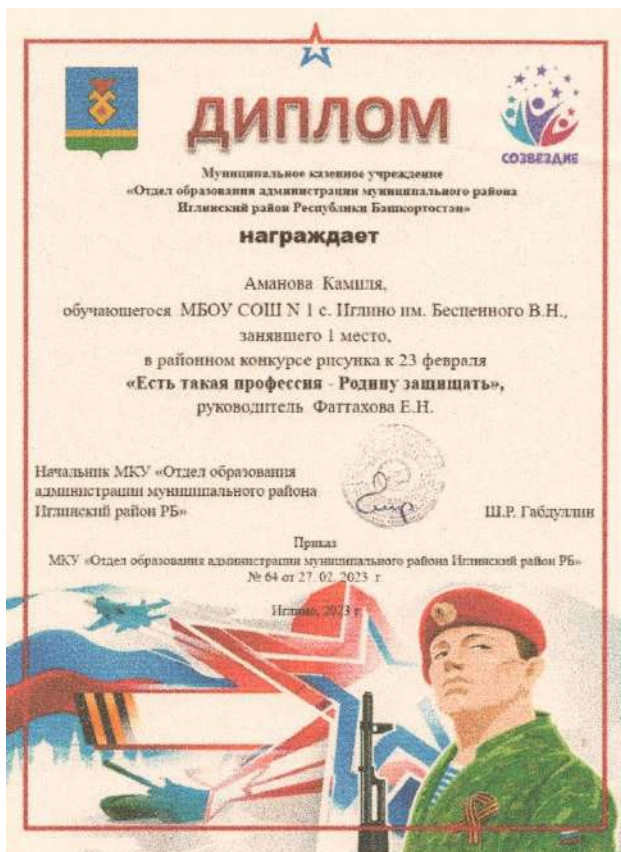 ДИПЛОМ
СОЗВЕЗДИЕ
Муниципальное казенное учреждение
«Отдел образования администрации муниципального района
Иглинский район Республики Башкортостан»
награждает
Аманова Камиля,
обучающегося МБОУ СОШ N 1 с. Иглино им. Бесценного В.Н.,
занявшего 1 место,
в районном конкурсе рисунка к 23 февраля
«Есть такая профессия - Родину защищать»,
руководитель Фаттахова Е.Н.
Начальник МКУ «Отдел образования
администрации муниципального района
Иглинский район РБ»
Ш.Р. Габдуллин
Приказ
МКУ «Отдел образования администрации муниципального района Иглинский район РБ»
№ 64 от 27. 02. 2023 г.
Иглино, 2023 г.